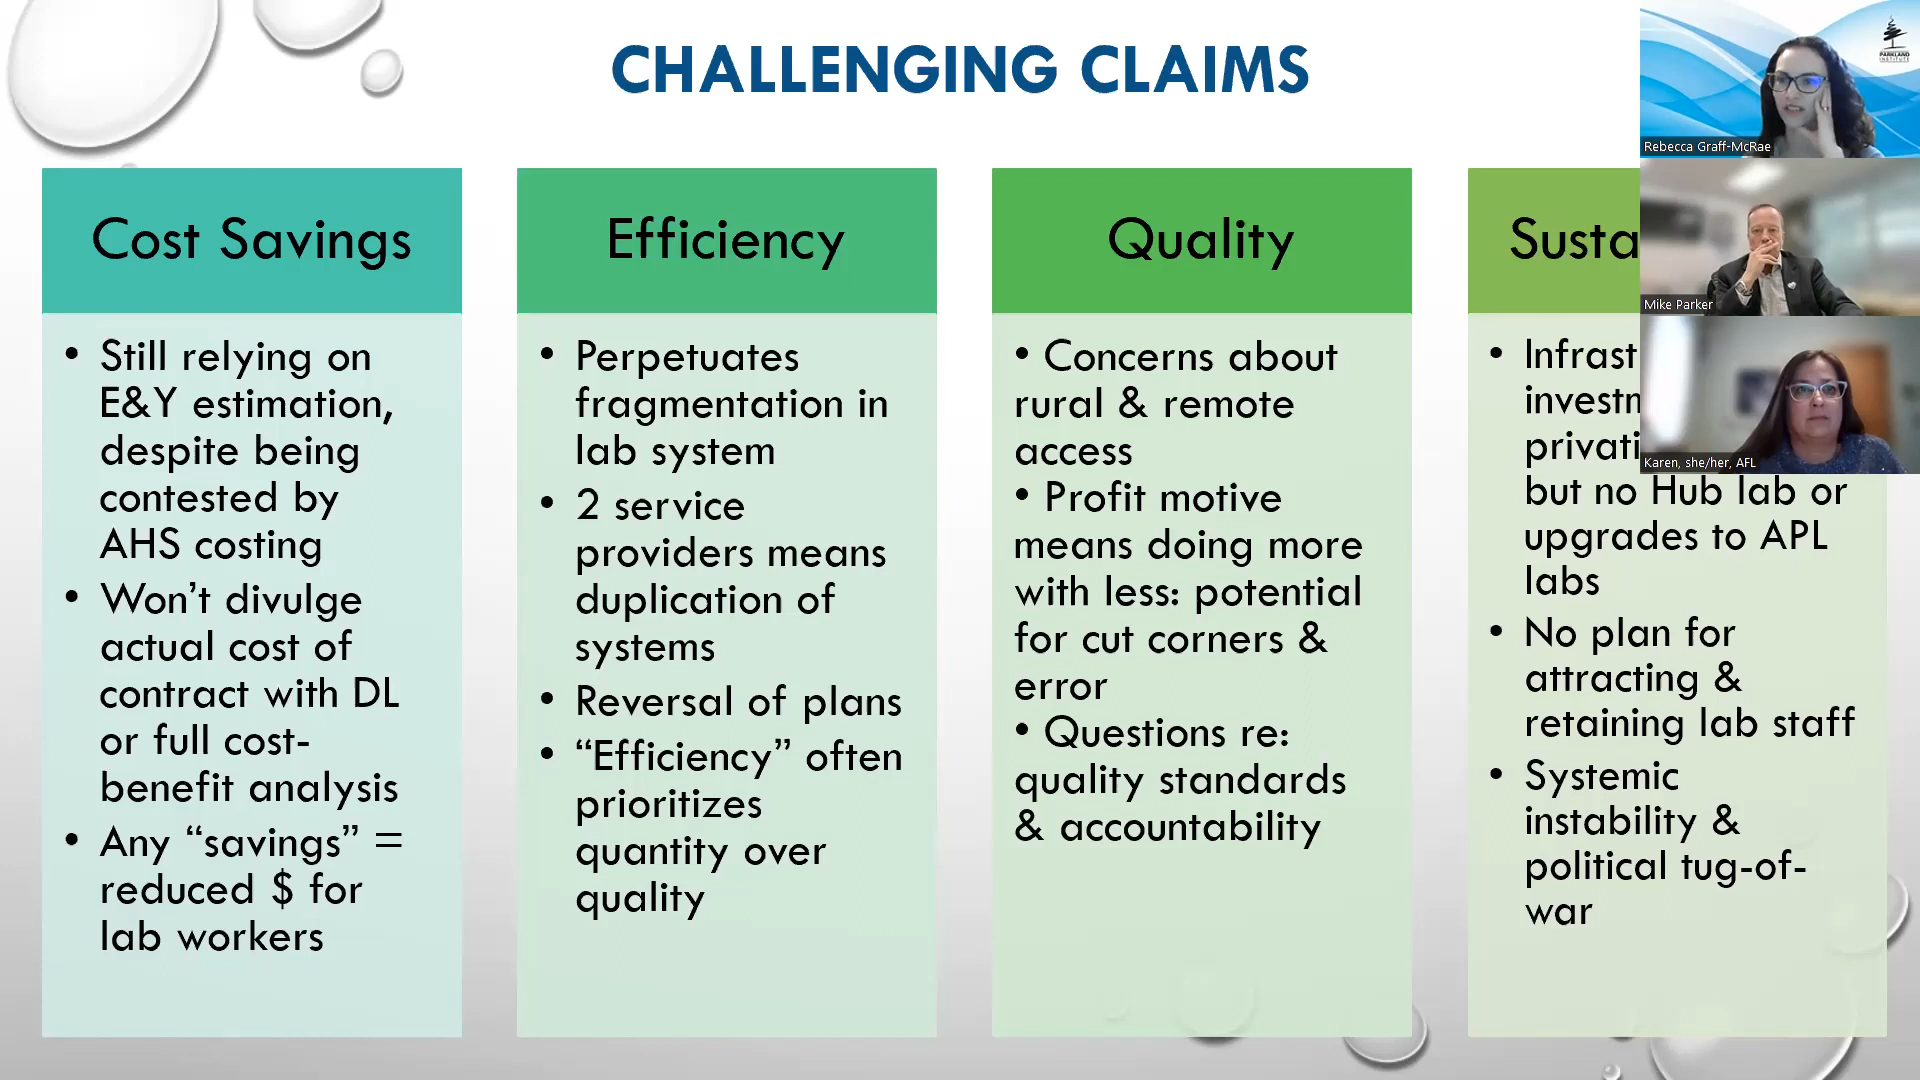 CHALLENGING CLAIMS
Cost Savings
• Still relying on
E&Y estimation,
despite being
contested by
AHS costing
• Won’t divulge
actual cost of
contract with DL
or full cost-
benefit analysis
• Any “savings” =
reduced $ for
lab workers
Efficiency
• Perpetuates
fragmentation in
lab system
• 2 service
providers means
duplication of
systems
• Reversal of plans
• “Efficiency” often
prioritizes
quantity over
quality
Quality
• Concerns about
rural & remote
access
• Profit motive
means doing more
with less: potential
for cut corners &
error
• Questions re:
quality standards
& accountability
Susta
• Infrast
investm
privati
but no Hub lab or
upgrades to APL
labs
• No plan for
attracting &
retaining lab staff
• Systemic
instability &
political tug-of-
war
PARKLAND
INSTITUTE
Rebecca Graff-McRae
Mike Parker
Karen, she/her, AFL